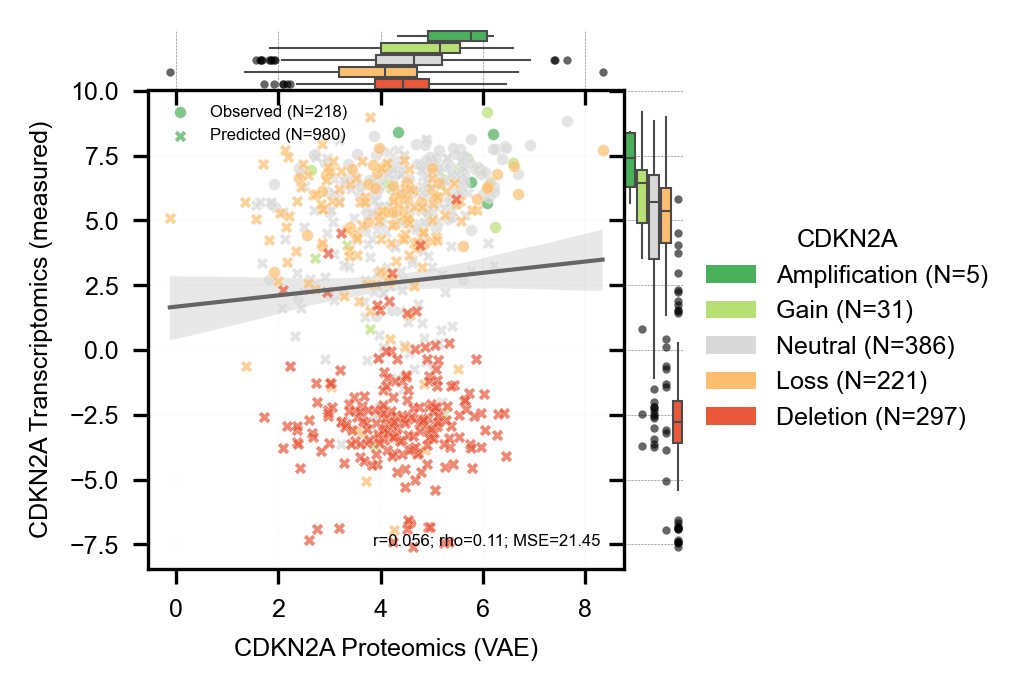 Observed (N=218)
Predicted (N=980)
10.0
7.5
5.0
2.5
0.0
−2.5
−5.0
−7.5
CDKN2A Transcriptomics (measured)
r=0.056; rho=0.11; MSE=21.45
0 2 4 6 8
CDKN2A Proteomics (VAE)
CDKN2A
Amplification (N=5)
Gain (N=31)
Neutral (N=386)
Loss (N=221)
Deletion (N=297)